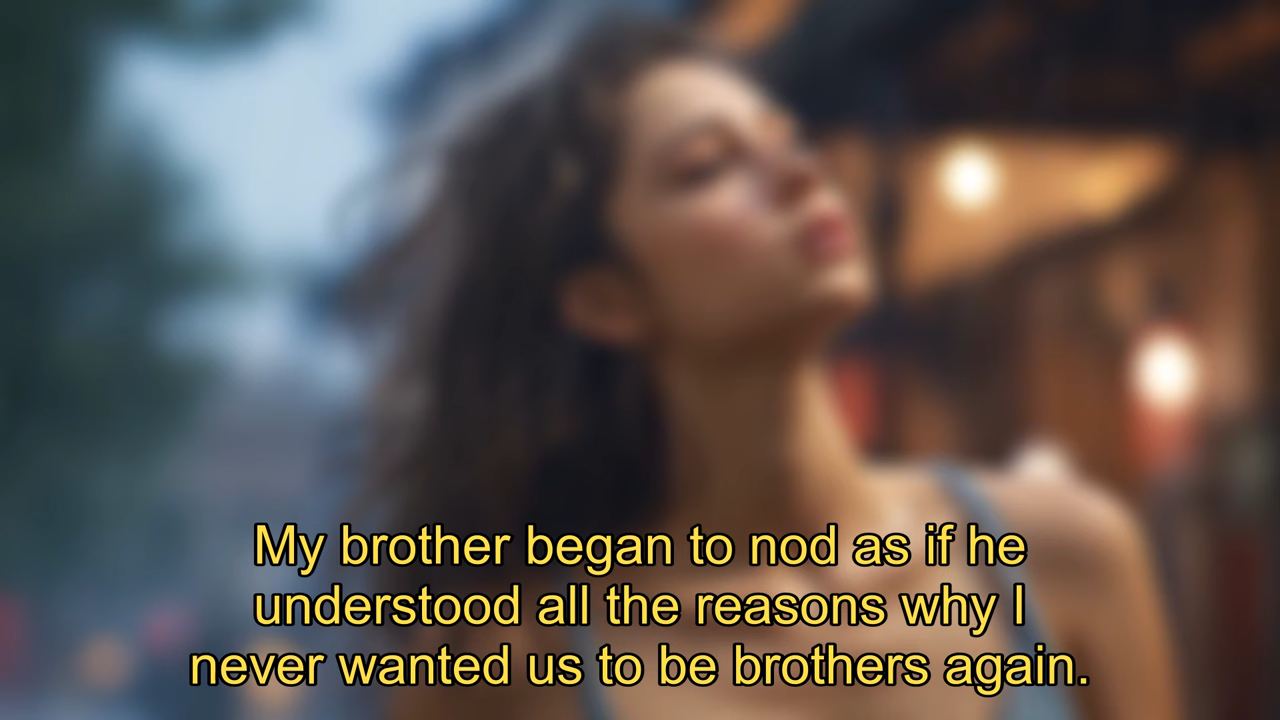 My brother began to nod as if he
understood all the reasons why I
never wanted us to be brothers again.